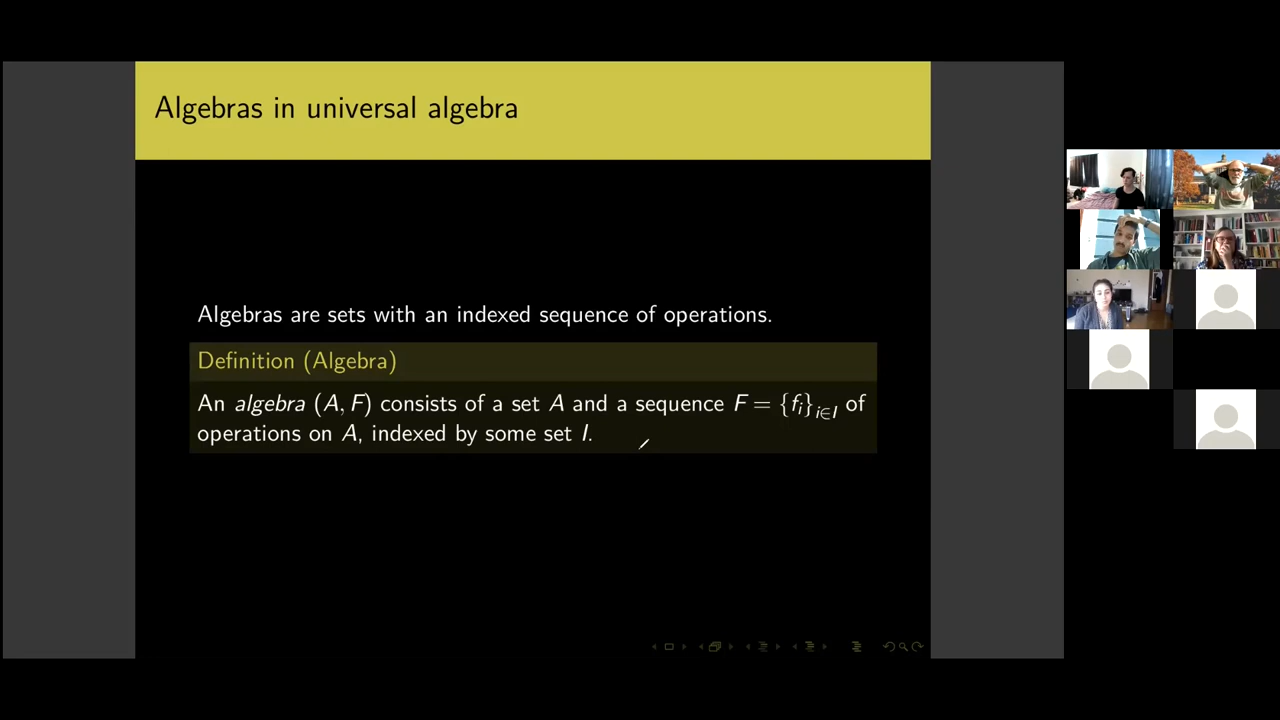 Algebras in universal algebra
Algebras are sets with an indexed sequence of operations.
Definition (Algebra)
An algebra (A, F) consists of a set A and a sequence F = {fᵢ}ᵢ∈I of
operations on A, indexed by some set I.